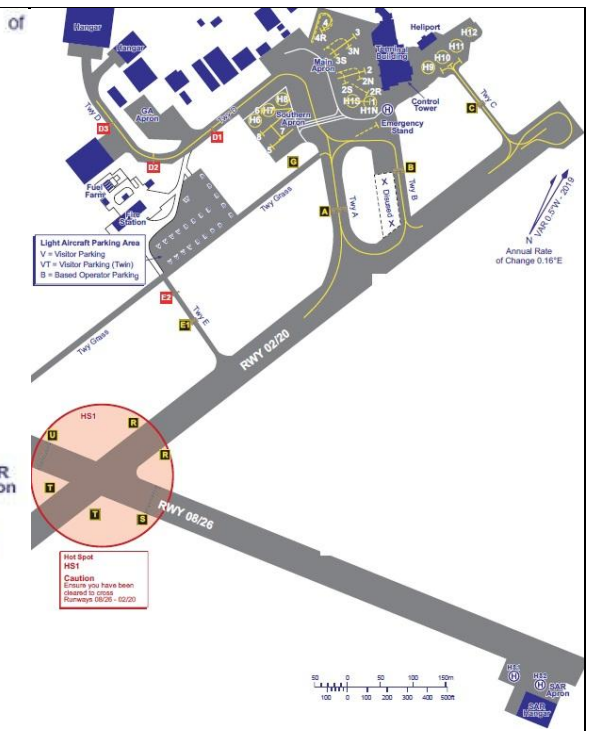 of
Hangar
Hangar
GA
Apron
Twy D
D3
D2
D1
Twy D
Fuel
Farm
Fire
Station
4
4R
3
3N
3S
Main
Apron
2
2N
2S
2R
1
H1S
H1N
H
Terminal
Building
Heliport
H12
H11
H10
H9
Control
Tower
Emergency
Stand
Twy C
C
H8
H7
H6
8
7
Southern
Apron
G
Twy Grass
A
Twy A
X Disused X
B
Twy B
N
VAR 0.5°W - 2019
Annual Rate
of Change 0.16°E
Light Aircraft Parking Area
V = Visitor Parking
VT = Visitor Parking (Twin)
B = Based Operator Parking
E2
E1
Twy E
Twy Grass
RWY 02/20
HS1
U
R
R
T
T
S
RWY 08/26
R
on
Hot Spot
HS1
Caution
Ensure you have been
cleared to cross
Runways 08/26 - 02/20
50 0 50 100 150m
100 0 100 200 300 400 500ft
H
H
SAR
Apron
SAR
Hangar